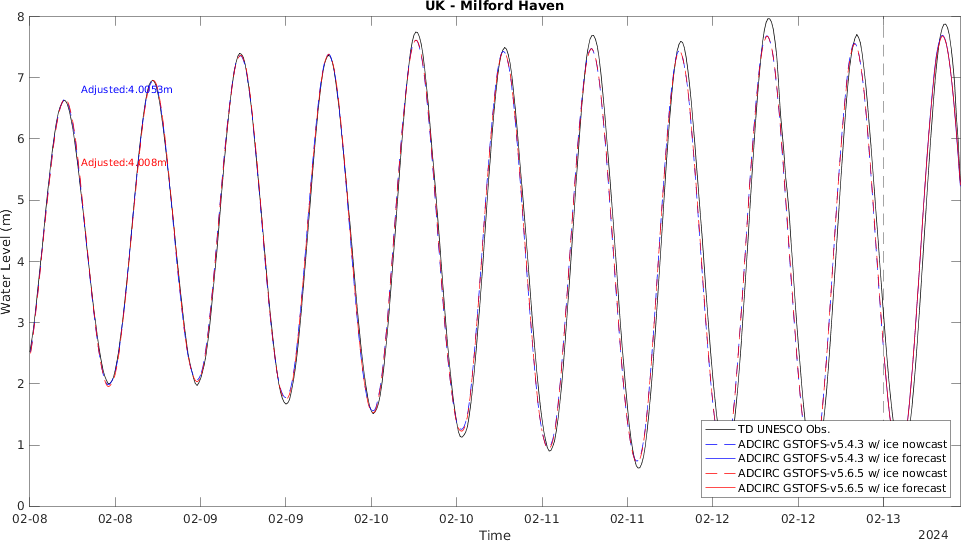 UK - Milford Haven
8
7
6
5
4
3
2
1
0
Water Level (m)
Adjusted:4.0053m
Adjusted:4.008m
TD UNESCO Obs.
ADCIRC GSTOFS-v5.4.3 w/ ice nowcast
ADCIRC GSTOFS-v5.4.3 w/ ice forecast
ADCIRC GSTOFS-v5.6.5 w/ ice nowcast
ADCIRC GSTOFS-v5.6.5 w/ ice forecast
02-08 02-08 02-09 02-09 02-10 02-10 02-11 02-11 02-12 02-12 02-13
Time
2024